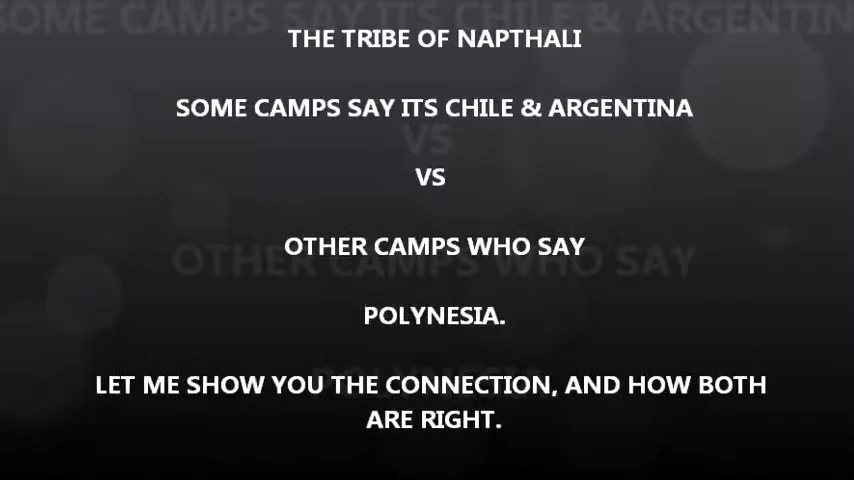 THE TRIBE OF NAPTHALI
SOME CAMPS SAY ITS CHILE & ARGENTINA
VS
OTHER CAMPS WHO SAY
POLYNESIA.
LET ME SHOW YOU THE CONNECTION, AND HOW BOTH
ARE RIGHT.